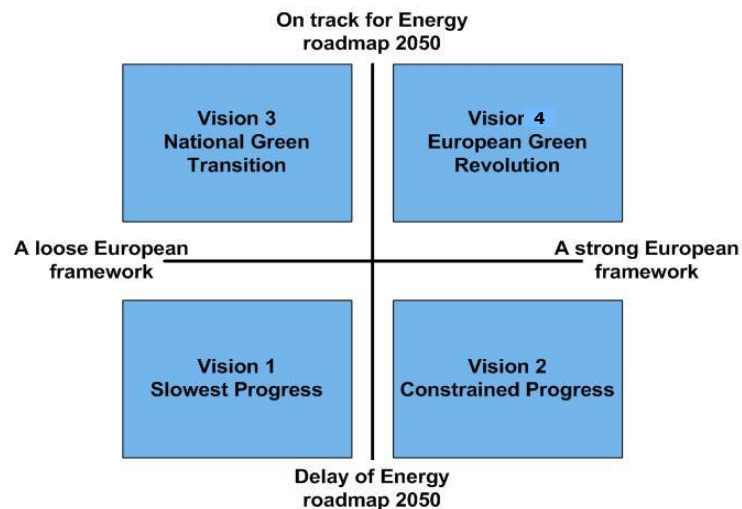 On track for Energy
roadmap 2050
Vision 3
National Green
Transition
Vision 4
European Green
Revolution
A loose European
framework
A strong European
framework
Vision 1
Slowest Progress
Vision 2
Constrained Progress
Delay of Energy
roadmap 2050